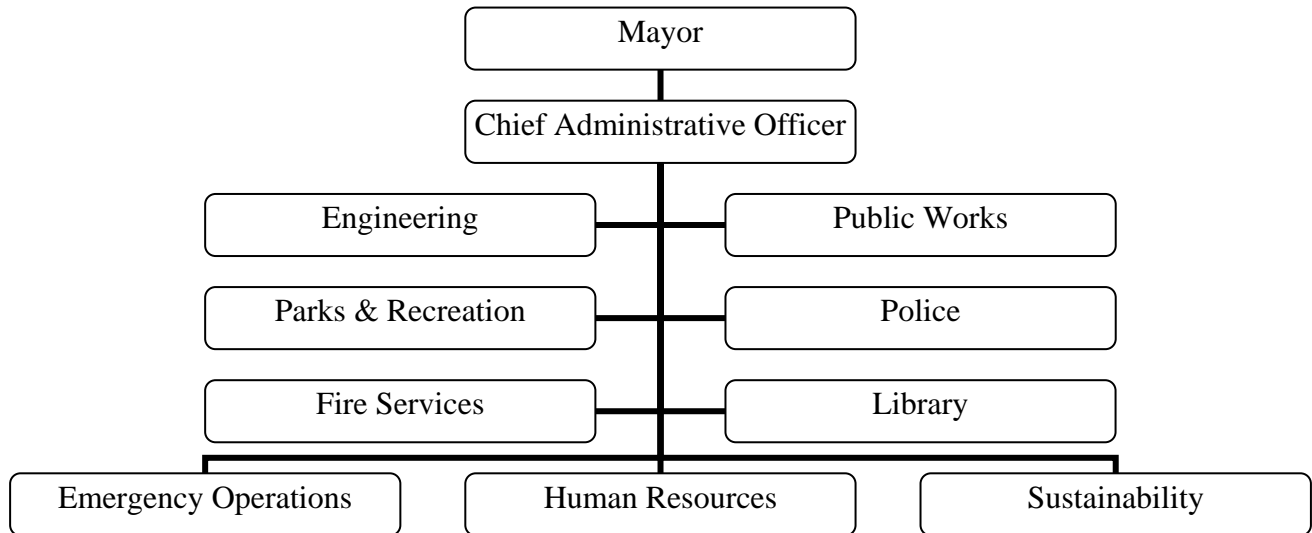 Mayor
Chief Administrative Officer
Engineering
Public Works
Parks & Recreation
Police
Fire Services
Library
Emergency Operations
Human Resources
Sustainability